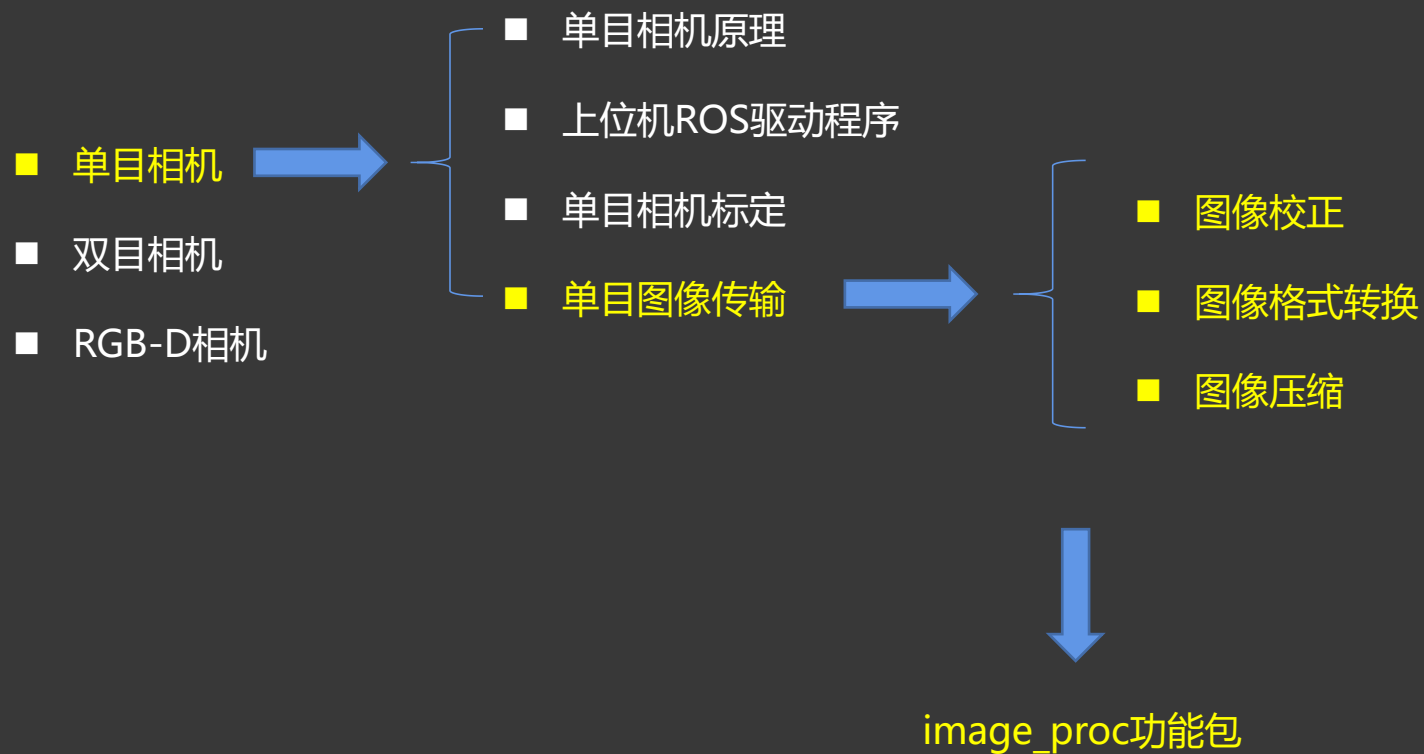 单目相机
双目相机
RGB-D相机
单目相机原理
上位机ROS驱动程序
单目相机标定
单目图像传输
图像校正
图像格式转换
图像压缩
image_proc功能包